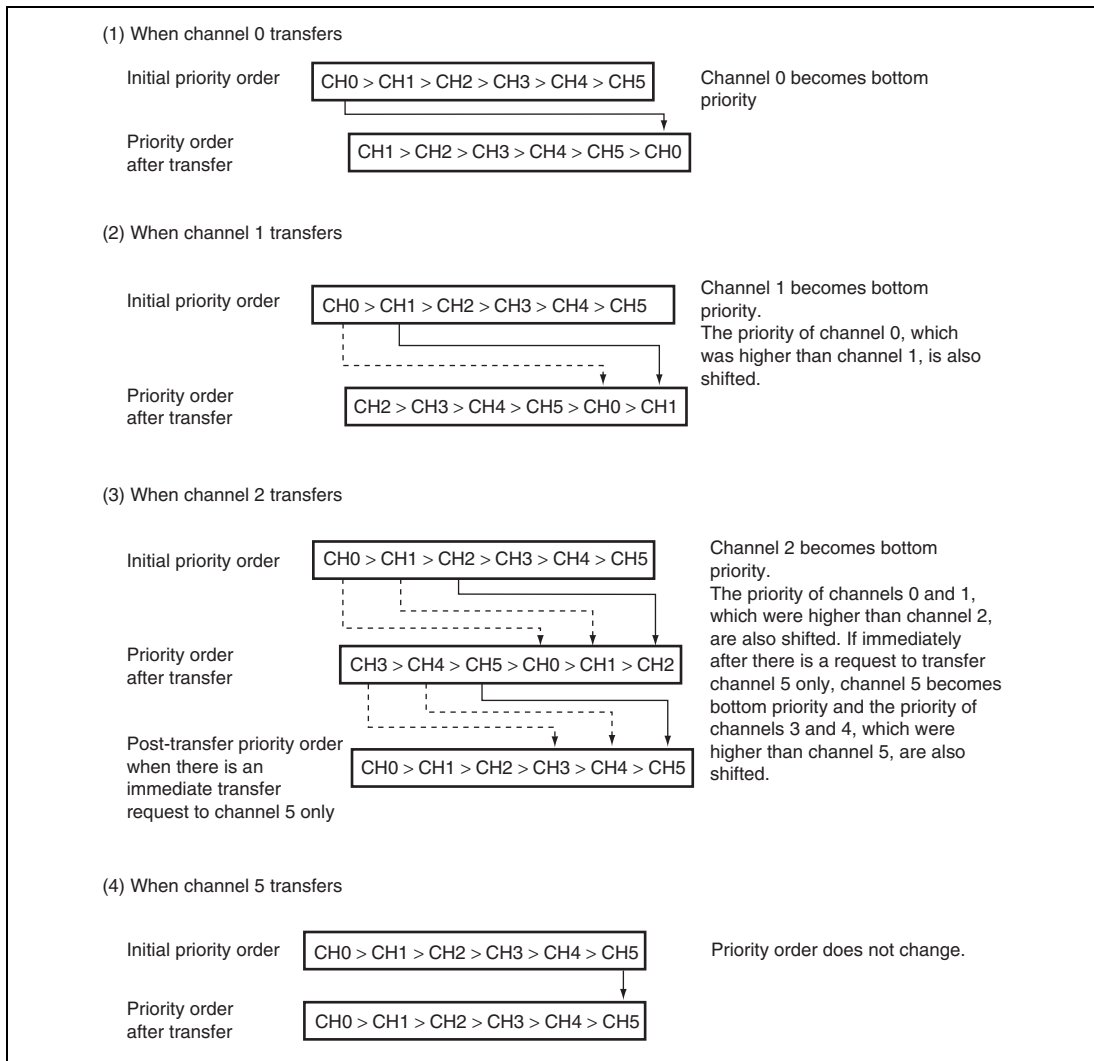 (1) When channel 0 transfers
Initial priority order
CH0 > CH1 > CH2 > CH3 > CH4 > CH5
Channel 0 becomes bottom
priority
Priority order
after transfer
CH1 > CH2 > CH3 > CH4 > CH5 > CH0
(2) When channel 1 transfers
Initial priority order
CH0 > CH1 > CH2 > CH3 > CH4 > CH5
Channel 1 becomes bottom
priority.
The priority of channel 0, which
was higher than channel 1, is also
shifted.
Priority order
after transfer
CH2 > CH3 > CH4 > CH5 > CH0 > CH1
(3) When channel 2 transfers
Initial priority order
CH0 > CH1 > CH2 > CH3 > CH4 > CH5
Channel 2 becomes bottom
priority.
The priority of channels 0 and 1,
which were higher than channel 2,
are also shifted. If immediately
after there is a request to transfer
channel 5 only, channel 5 becomes
bottom priority and the priority of
channels 3 and 4, which were
higher than channel 5, are also
shifted.
Priority order
after transfer
CH3 > CH4 > CH5 > CH0 > CH1 > CH2
Post-transfer priority order
when there is an
immediate transfer
request to channel 5 only
CH0 > CH1 > CH2 > CH3 > CH4 > CH5
(4) When channel 5 transfers
Initial priority order
CH0 > CH1 > CH2 > CH3 > CH4 > CH5
Priority order does not change.
Priority order
after transfer
CH0 > CH1 > CH2 > CH3 > CH4 > CH5